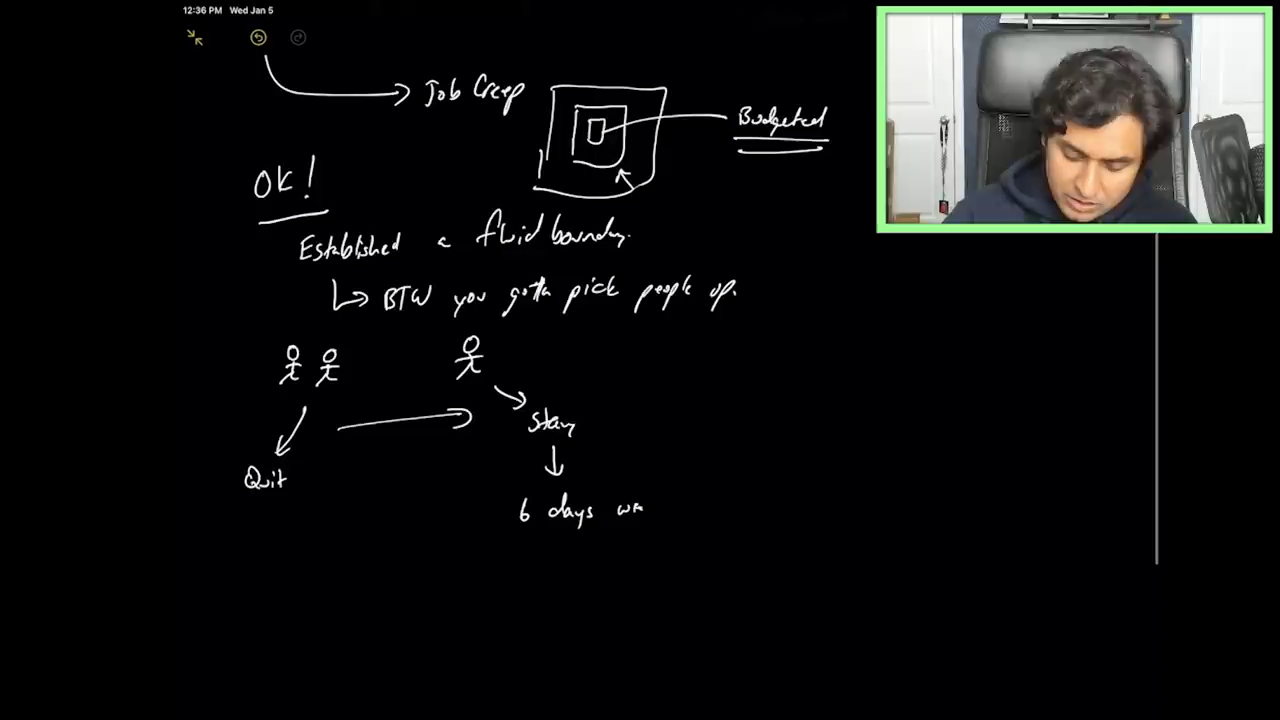 12:36 PM Wed Jan 5
Job Creep
Budgeted
OK!
Established a fluid boundary.
BTW you gotta pick people up.
Stay
Quit
6 days